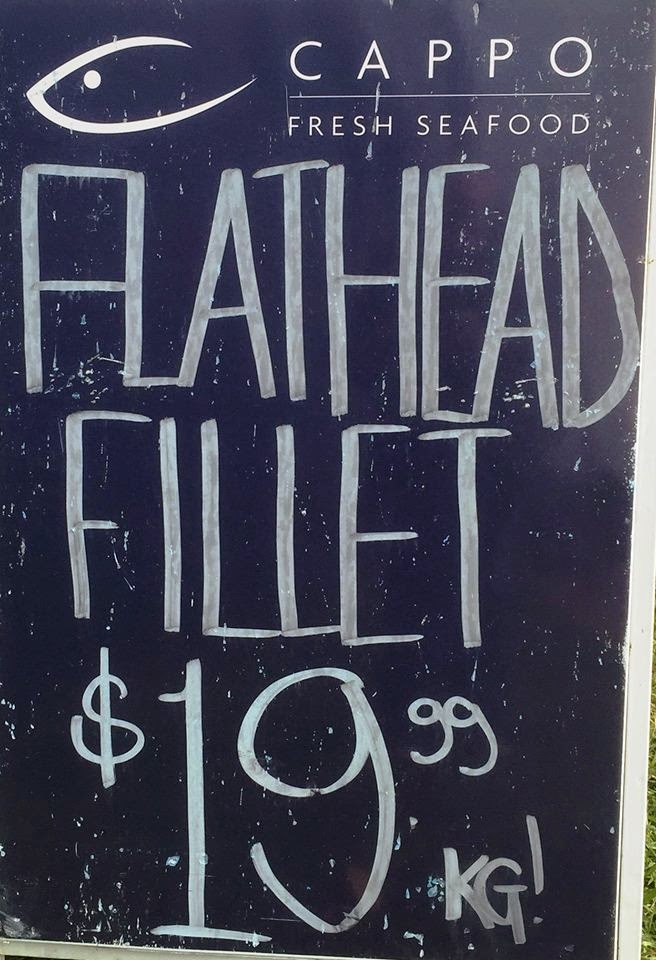 CAPPO
FRESH SEAFOOD
FLATHEAD
FILLET
$19 99
KG!